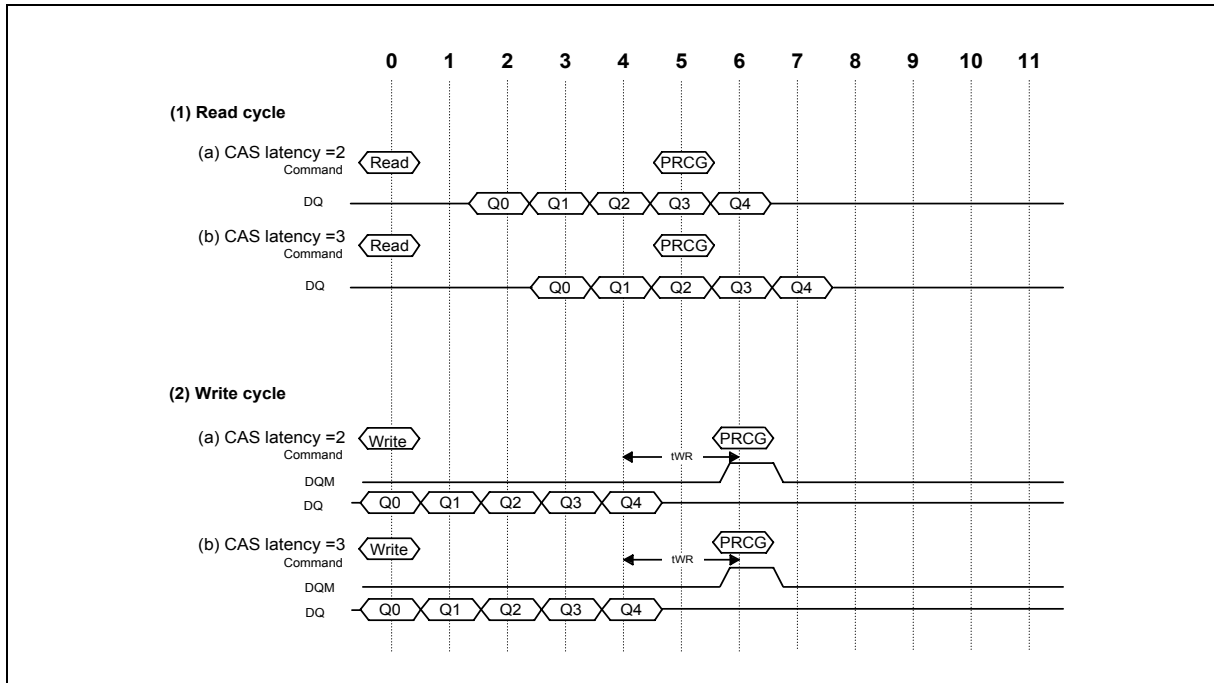 0 1 2 3 4 5 6 7 8 9 10 11
(1) Read cycle
(a) CAS latency =2
Command
Read PRCG
DQ Q0 Q1 Q2 Q3 Q4
(b) CAS latency =3
Command
Read PRCG
DQ Q0 Q1 Q2 Q3 Q4
(2) Write cycle
(a) CAS latency =2
Command
Write PRCG
tWR
DQM
DQ Q0 Q1 Q2 Q3 Q4
(b) CAS latency =3
Command
Write PRCG
tWR
DQM
DQ Q0 Q1 Q2 Q3 Q4